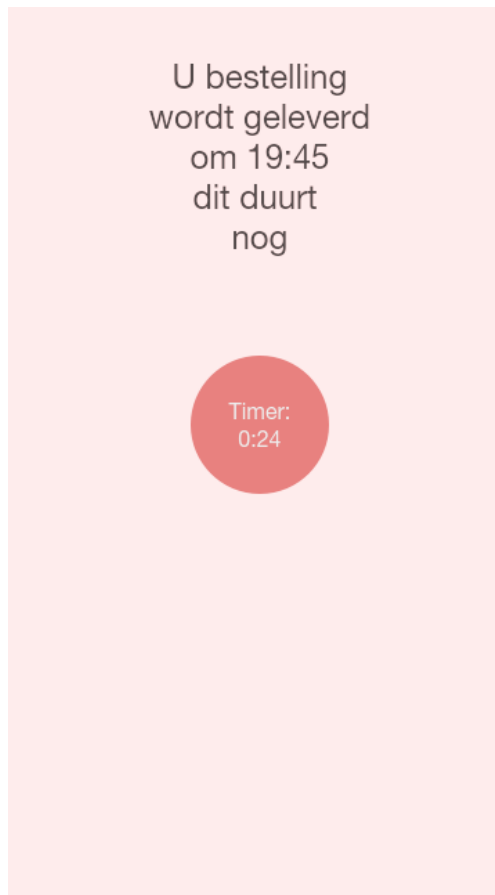 U bestelling
wordt geleverd
om 19:45
dit duurt
nog
Timer:
0:24